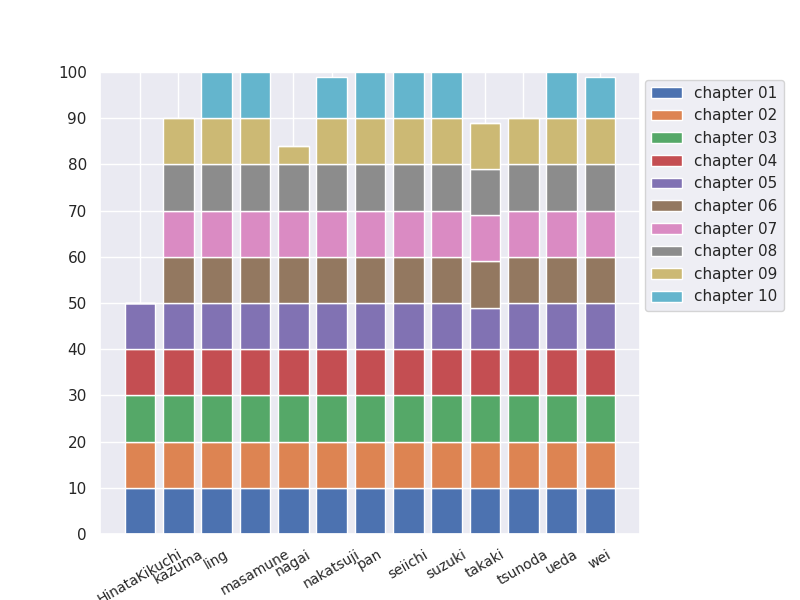 100
90
80
70
60
50
40
30
20
10
0
HinataKikuchi
kazuma
ling
masamune
nagai
nakatsuji
pan
seiichi
suzuki
takaki
tsunoda
ueda
wei
chapter 01
chapter 02
chapter 03
chapter 04
chapter 05
chapter 06
chapter 07
chapter 08
chapter 09
chapter 10